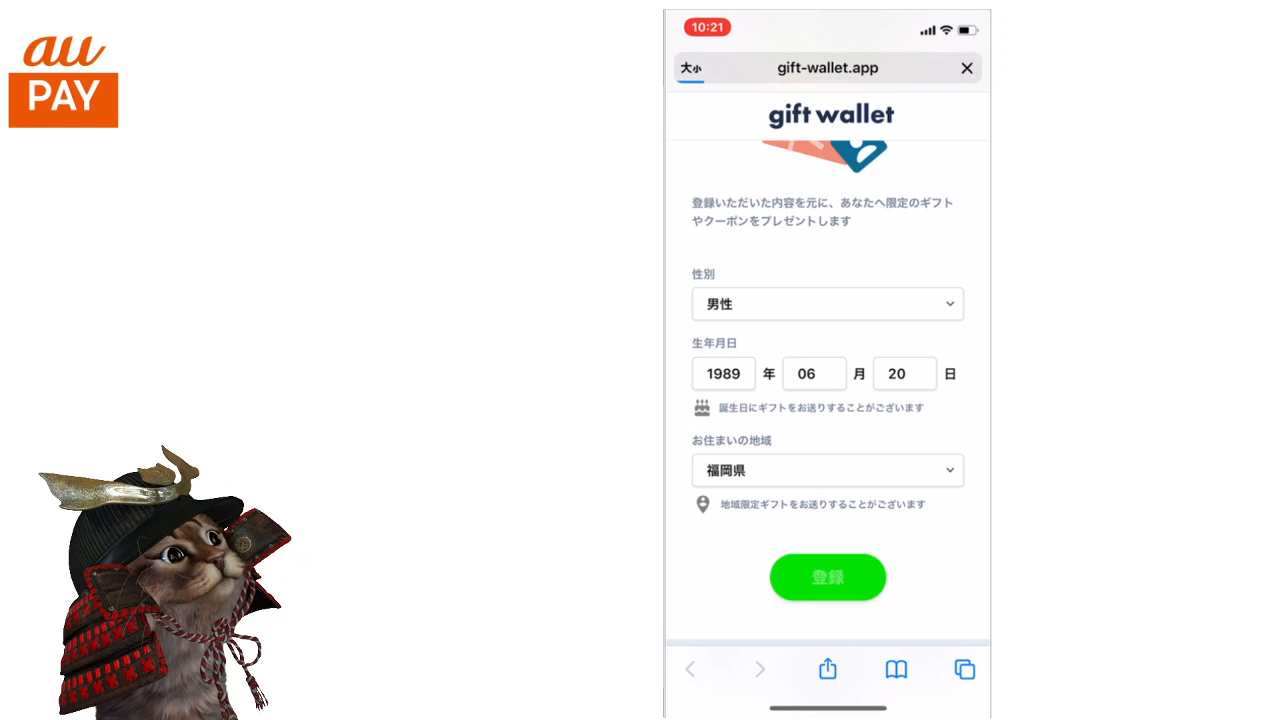 au
PAY
10:21
大小
gift-wallet.app
gift wallet
登録いただいた内容を元に、あなたへ限定のギフト
やクーポンをプレゼントします
性別
男性
生年月日
1989 年 06 月 20 日
誕生日にギフトをお送りすることがございます
お住まいの地域
福岡県
地域限定ギフトをお送りすることがございます
登録